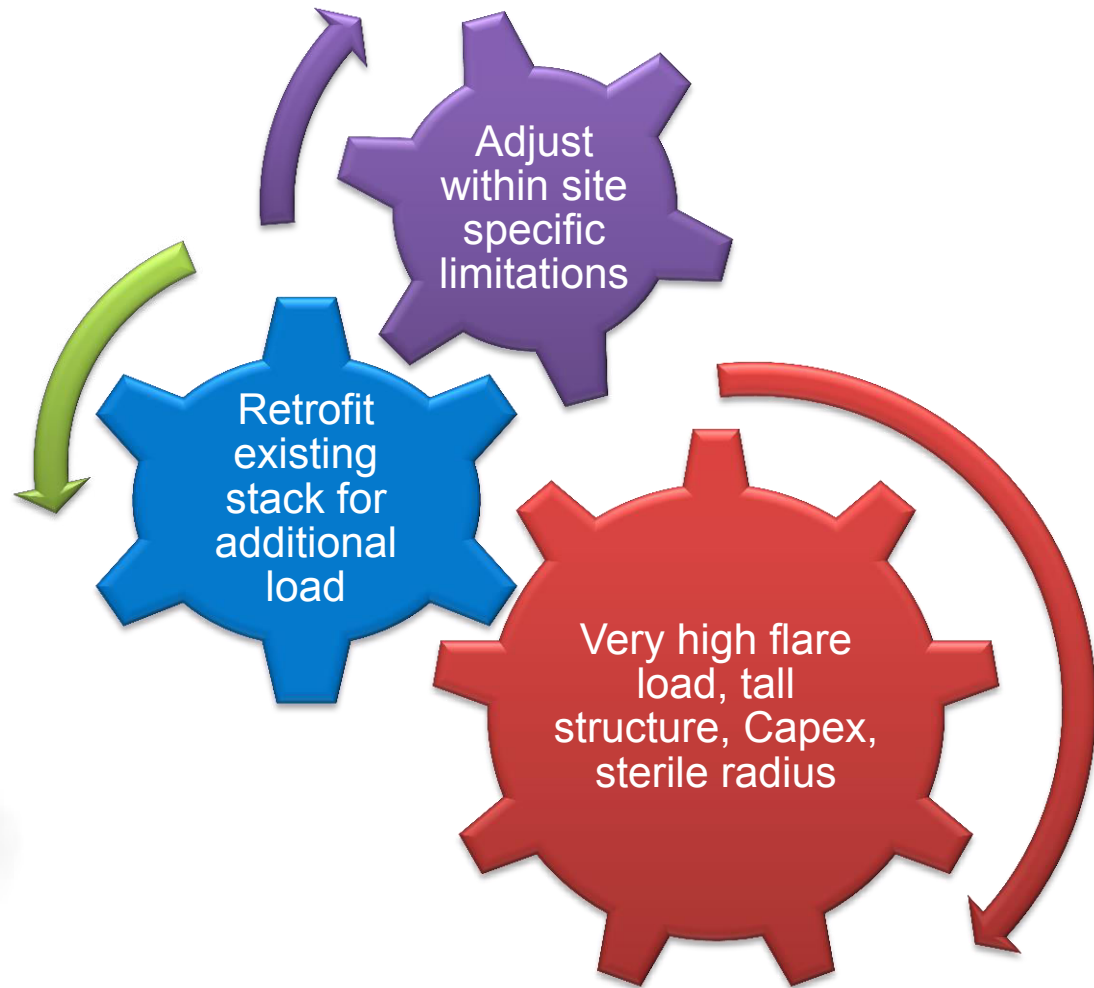 Adjust
within site
specific
limitations
Retrofit
existing
stack for
additional
load
Very high flare
load, tall
structure, Capex,
sterile radius